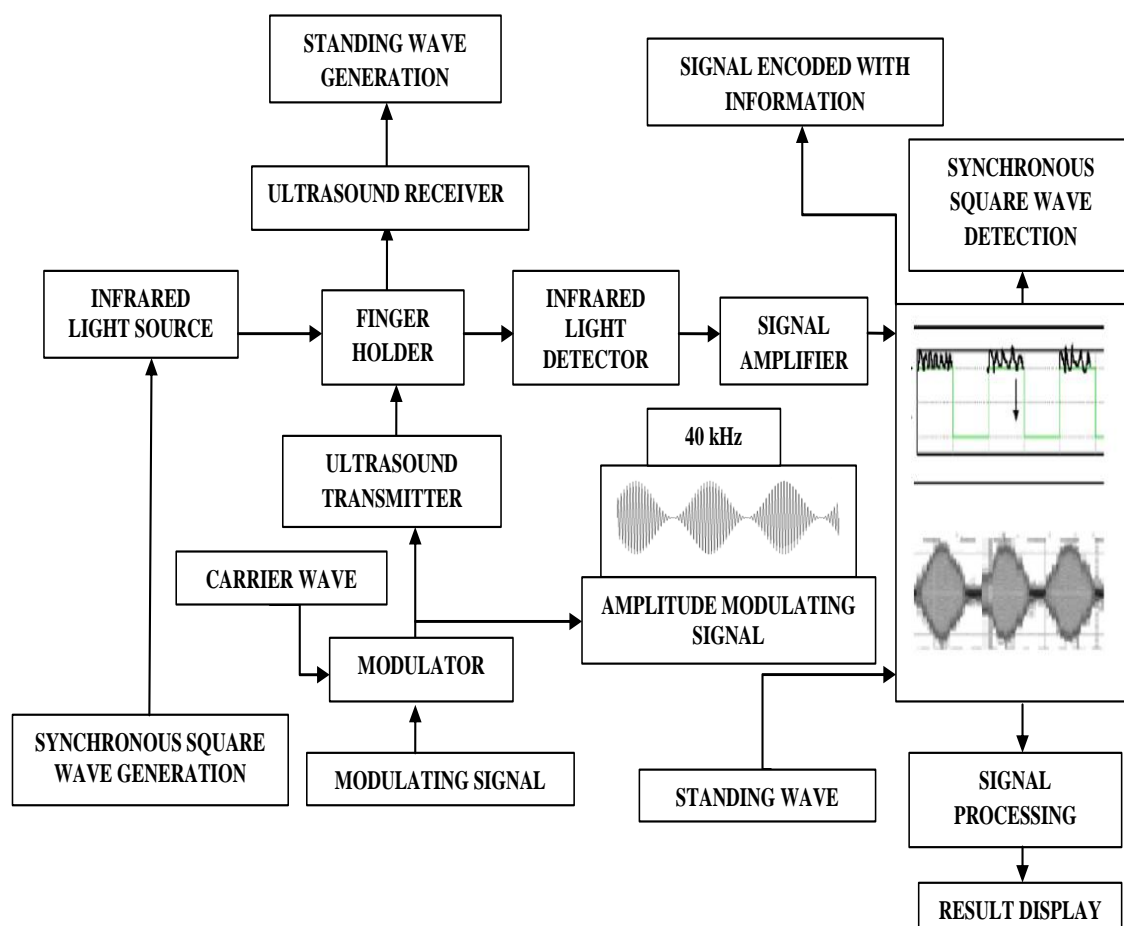 STANDING WAVE
GENERATION
SIGNAL ENCODED WITH
INFORMATION
ULTRASOUND RECEIVER
SYNCHRONOUS
SQUARE WAVE
DETECTION
INFRARED
LIGHT SOURCE
FINGER
HOLDER
INFRARED
LIGHT
DETECTOR
SIGNAL
AMPLIFIER
40 kHz
ULTRASOUND
TRANSMITTER
CARRIER WAVE
AMPLITUDE MODULATING
SIGNAL
MODULATOR
SYNCHRONOUS SQUARE
WAVE GENERATION
MODULATING SIGNAL
STANDING WAVE
SIGNAL
PROCESSING
RESULT DISPLAY